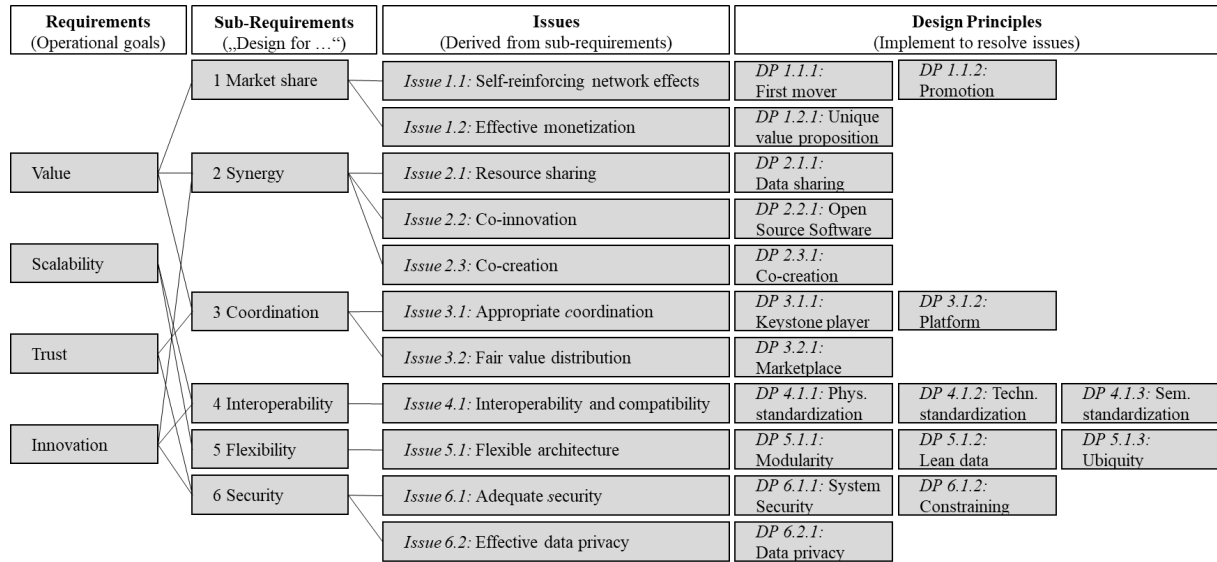 Requirements
(Operational goals)
Sub-Requirements
(„Design for …“)
Issues
(Derived from sub-requirements)
Design Principles
(Implement to resolve issues)
Value
Scalability
Trust
Innovation
1 Market share
2 Synergy
3 Coordination
4 Interoperability
5 Flexibility
6 Security
Issue 1.1: Self-reinforcing network effects
Issue 1.2: Effective monetization
Issue 2.1: Resource sharing
Issue 2.2: Co-innovation
Issue 2.3: Co-creation
Issue 3.1: Appropriate coordination
Issue 3.2: Fair value distribution
Issue 4.1: Interoperability and compatibility
Issue 5.1: Flexible architecture
Issue 6.1: Adequate security
Issue 6.2: Effective data privacy
DP 1.1.1:
First mover
DP 1.1.2:
Promotion
DP 1.2.1: Unique
value proposition
DP 2.1.1:
Data sharing
DP 2.2.1: Open
Source Software
DP 2.3.1:
Co-creation
DP 3.1.1:
Keystone player
DP 3.1.2:
Platform
DP 3.2.1:
Marketplace
DP 4.1.1: Phys.
standardization
DP 4.1.2: Techn.
standardization
DP 4.1.3: Sem.
standardization
DP 5.1.1:
Modularity
DP 5.1.2:
Lean data
DP 5.1.3:
Ubiquity
DP 6.1.1: System
Security
DP 6.1.2:
Constraining
DP 6.2.1:
Data privacy